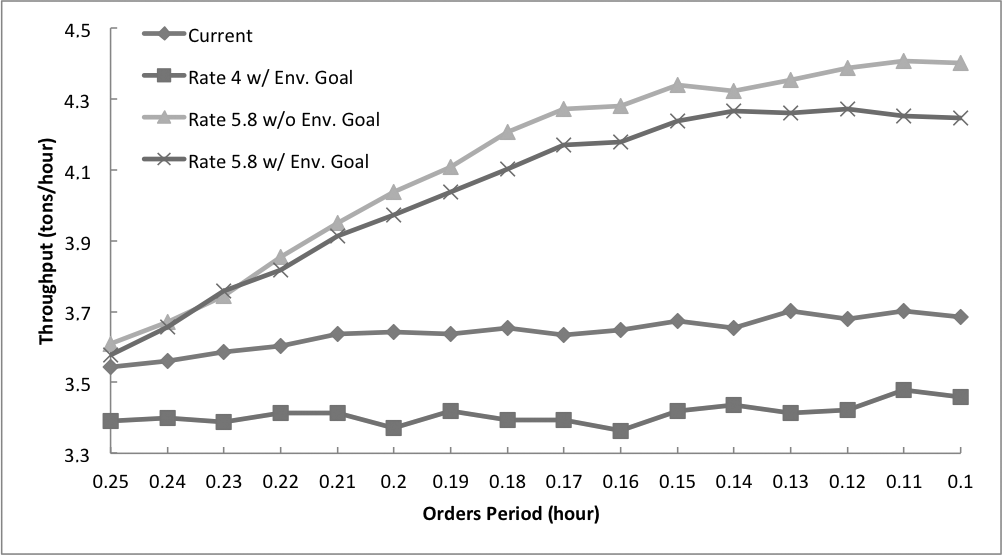 4.5
4.3
4.1
3.9
3.7
3.5
3.3
Throughput (tons/hour)
Current
Rate 4 w/ Env. Goal
Rate 5.8 w/o Env. Goal
Rate 5.8 w/ Env. Goal
0.25 0.24 0.23 0.22 0.21 0.2 0.19 0.18 0.17 0.16 0.15 0.14 0.13 0.12 0.11 0.1
Orders Period (hour)